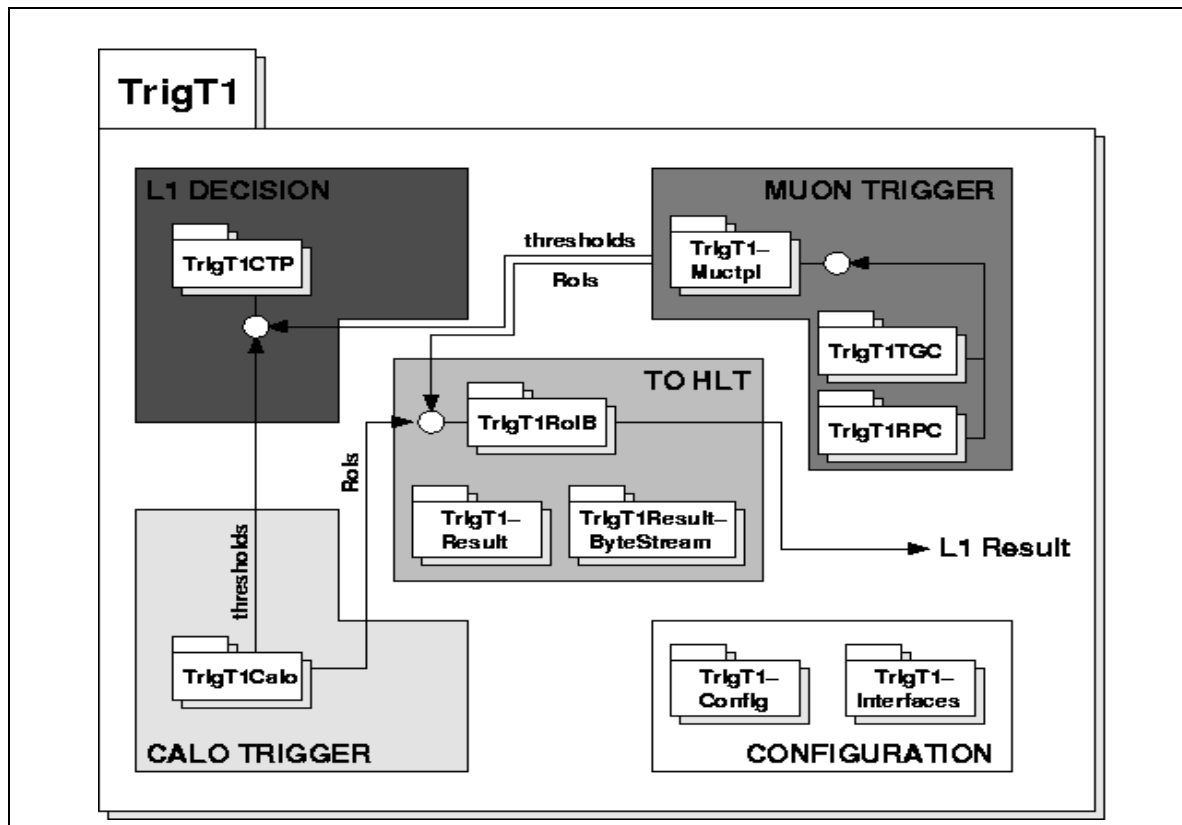 TrigT1
L1 DECISION
TrigT1CTP
thresholds
RoIs
MUON TRIGGER
TrigT1–
MuctpI
TrigT1TGC
TrigT1RPC
TO HLT
TrigT1RoIB
TrigT1–
Result
TrigT1Result–
ByteStream
L1 Result
thresholds
RoIs
TrigT1Calo
CALO TRIGGER
TrigT1–
Config
TrigT1–
Interfaces
CONFIGURATION